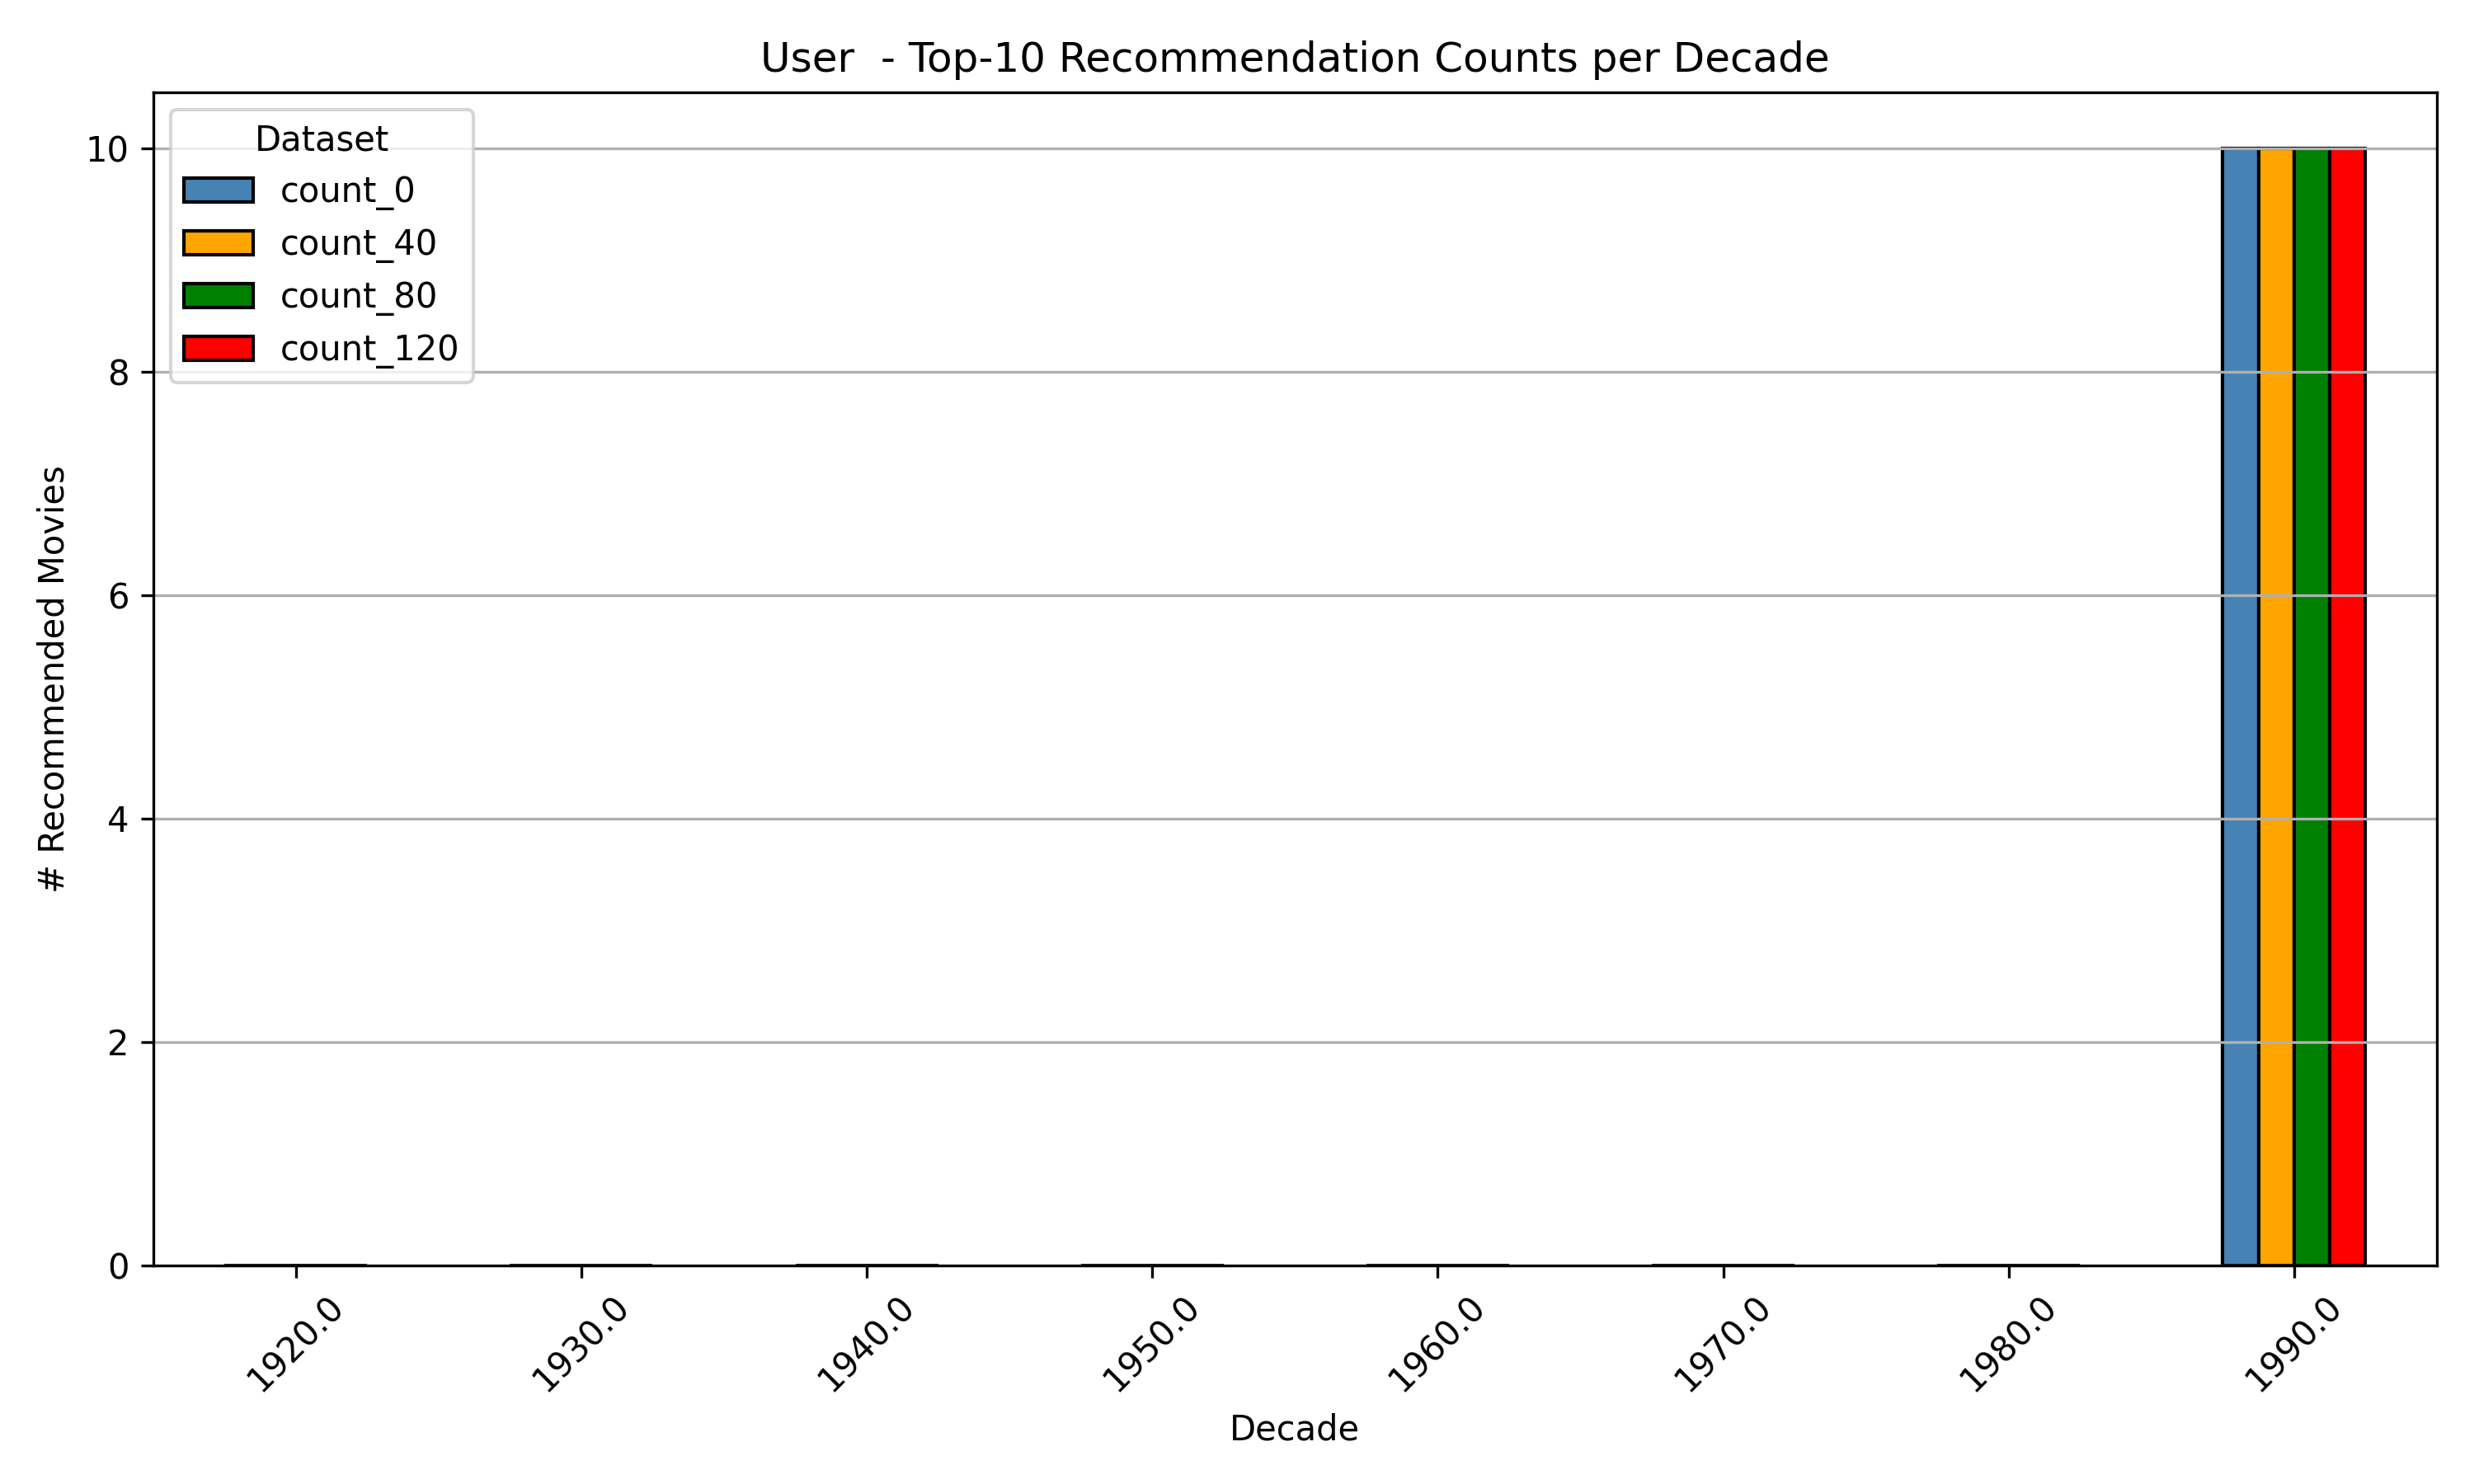 User  - Top-10 Recommendation Counts per Decade
Dataset
count_0
count_40
count_80
count_120
10
8
6
4
2
0
# Recommended Movies
1920.0
1930.0
1940.0
1950.0
1960.0
1970.0
1980.0
1990.0
Decade